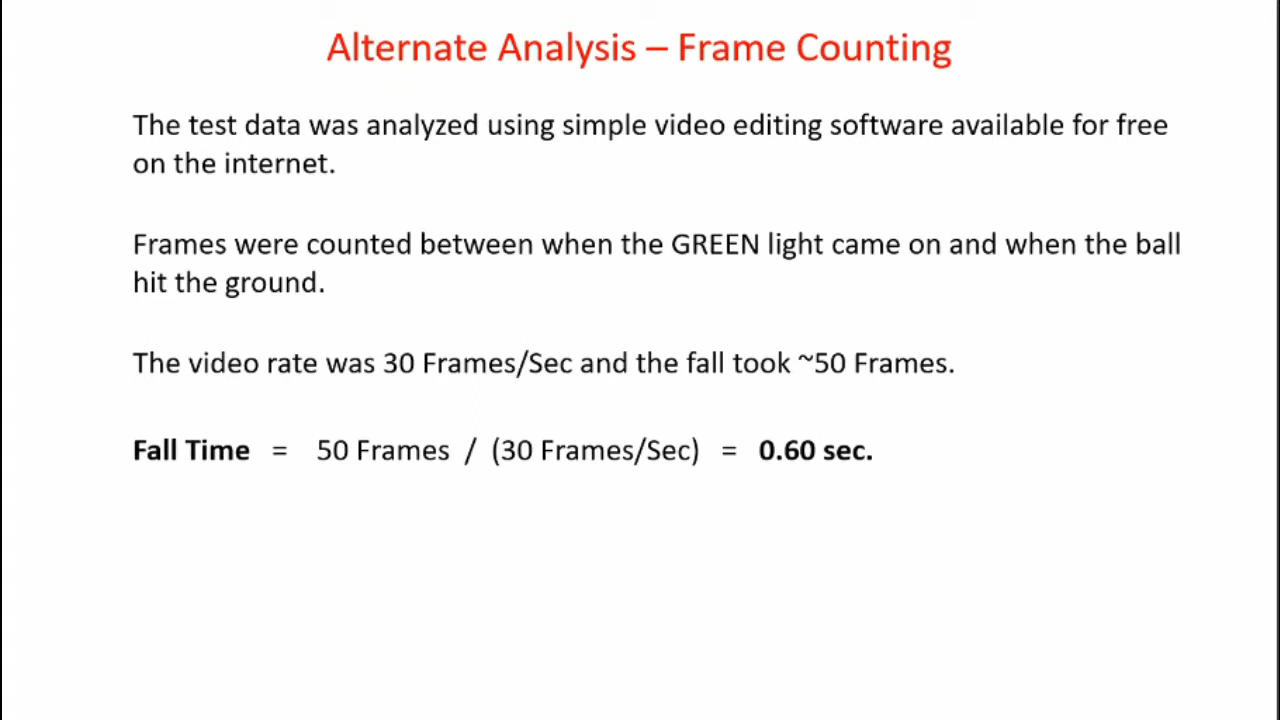 Alternate Analysis – Frame Counting
The test data was analyzed using simple video editing software available for free
on the internet.
Frames were counted between when the GREEN light came on and when the ball
hit the ground.
The video rate was 30 Frames/Sec and the fall took ~50 Frames.
Fall Time = 50 Frames / (30 Frames/Sec) = 0.60 sec.